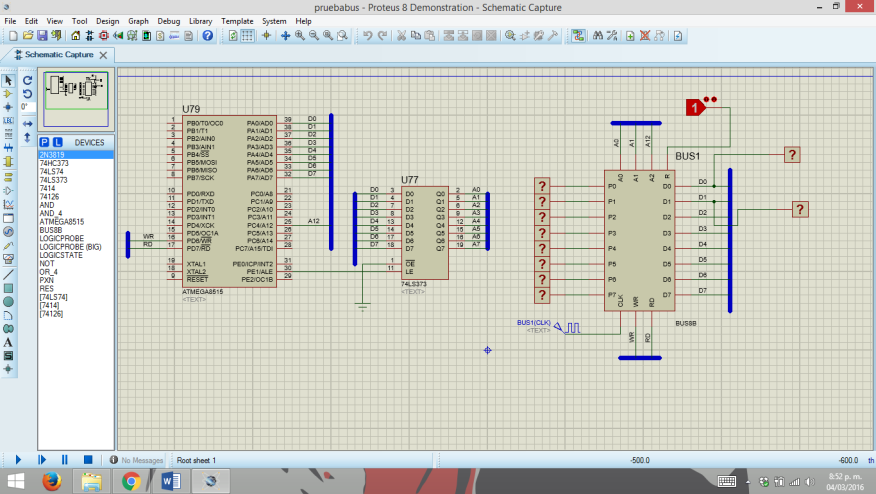 pruebabus - Proteus 8 Demonstration - Schematic Capture
File Edit View Tool Design Graph Debug Library Template System Help
Schematic Capture
0°
LBL
P L DEVICES
2N3819
74HC373
74LS74
74LS373
7414
74126
AND
AND_4
ATMEGA8515
BUS8B
LOGICPROBE
LOGICPROBE (BIG)
LOGICSTATE
NOT
OR_4
PXN
RES
[74LS74]
[7414]
[74126]
U79
1 PB0/T0/OC0 PA0/AD0 39 D0
2 PB1/T1 PA1/AD1 38 D1
3 PB2/AIN0 PA2/AD2 37 D2
4 PB3/AIN1 PA3/AD3 36 D3
5 PB4/SS PA4/AD4 35 D4
6 PB5/MOSI PA5/AD5 34 D5
7 PB6/MISO PA6/AD6 33 D6
8 PB7/SCK PA7/AD7 32 D7
10 PD0/RXD PC0/A8 21
11 PD1/TXD PC1/A9 22
12 PD2/INT0 PC2/A10 23
13 PD3/INT1 PC3/A11 24
14 PD4/XCK PC4/A12 25 A12
15 PD5/OC1A PC5/A13 26
WR 16 PD6/WR PC6/A14 27
RD 17 PD7/RD PC7/A15/TDI 28
19 XTAL1 PE0/ICP/INT2 31
18 XTAL2 PE1/ALE 30
9 RESET PE2/OC1B 29
ATMEGA8515
<TEXT>
U77
D0 3 D0 Q0 2 A0
D1 4 D1 Q1 5 A1
D2 7 D2 Q2 6 A2
D3 8 D3 Q3 9 A3
D4 13 D4 Q4 12 A4
D5 14 D5 Q5 15 A5
D6 17 D6 Q6 16 A6
D7 18 D7 Q7 19 A7
1 OE
11 LE
74LS373
<TEXT>
1
A0 A1 A12
BUS1
A0 A1 A2 R
? P0 D0 D0 ?
? P1 D1 D1 ?
? P2 D2 D2
? P3 D3 D3
? P4 D4 D4
? P5 D5 D5
? P6 D6 D6
? P7 D7 D7
CLK WR RD
BUS8B
BUS1(CLK)
<TEXT>
WR RD
No Messages Root sheet 1 -500.0 -600.0 th
8:52 p. m.
04/03/2016